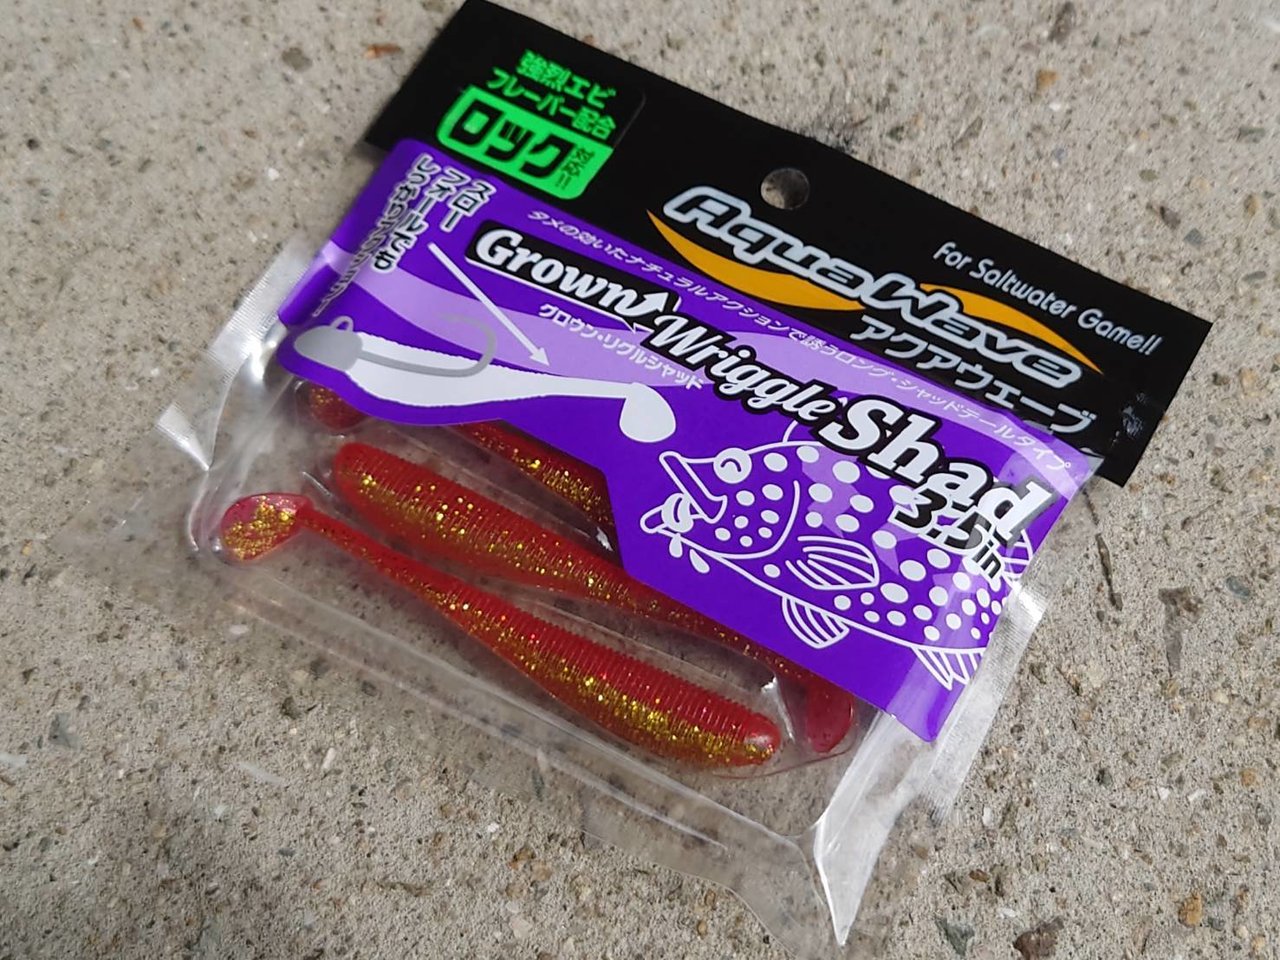 強烈エビ
フレーバー配合
ロック対応!!
AquaWave
アクアウェーブ
For Saltwater Game!!
スロー
フォールでも
しっかりアクション!
タメの効いたナチュラルアクションで誘うロング・シャッドテールタイプ
Grown
Wriggle
Shad
グロウン・リグルシャッド
3.5in